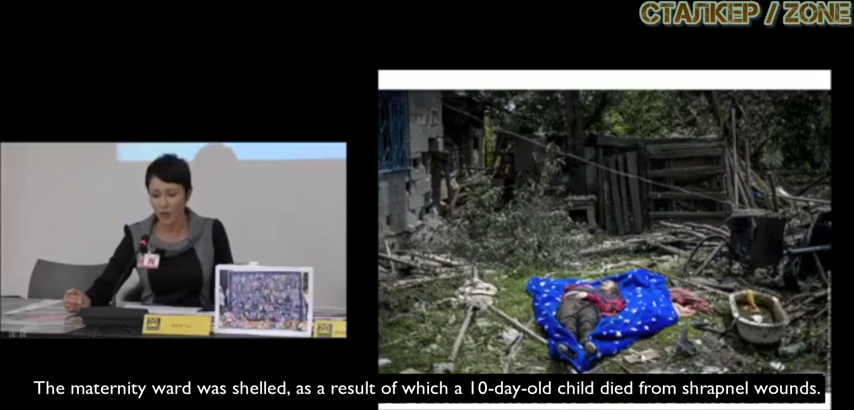 СТАЛКЕР / ZONE
The maternity ward was shelled, as a result of which a 10-day-old child died from shrapnel wounds.